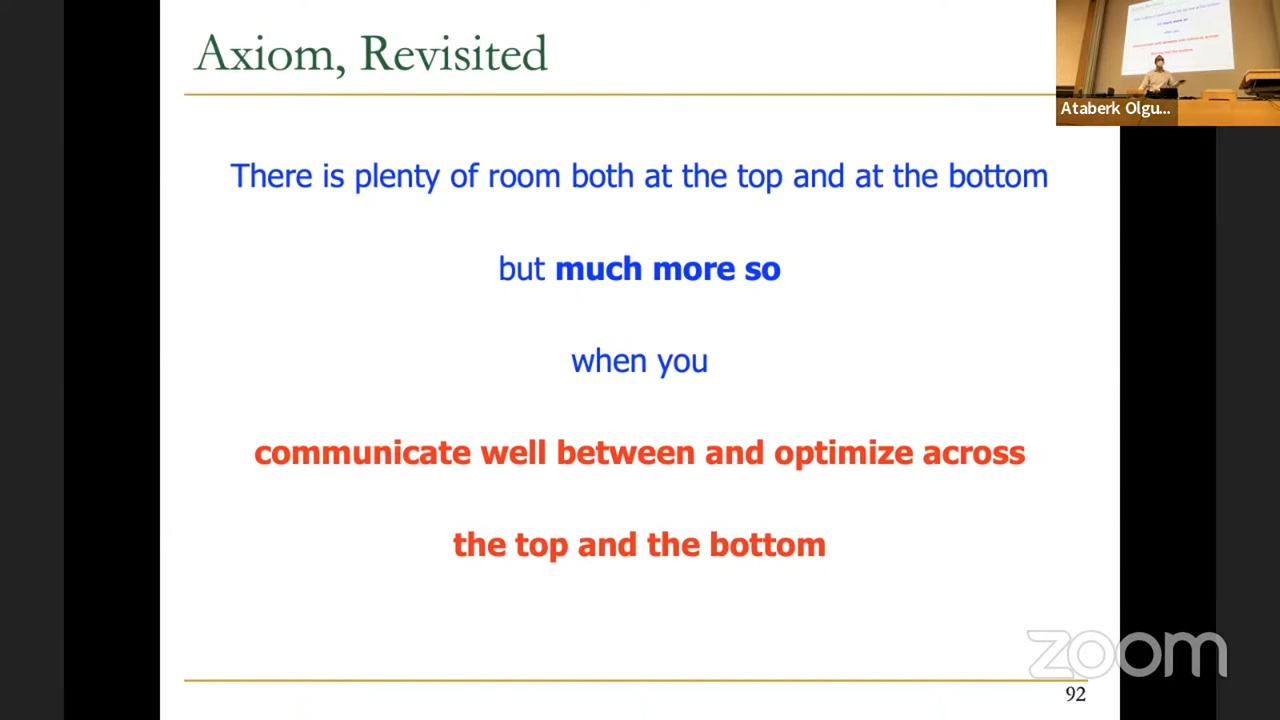 Axiom, Revisited
Ataberk Olgu...
There is plenty of room both at the top and at the bottom
but much more so
when you
communicate well between and optimize across
the top and the bottom
zoom
92